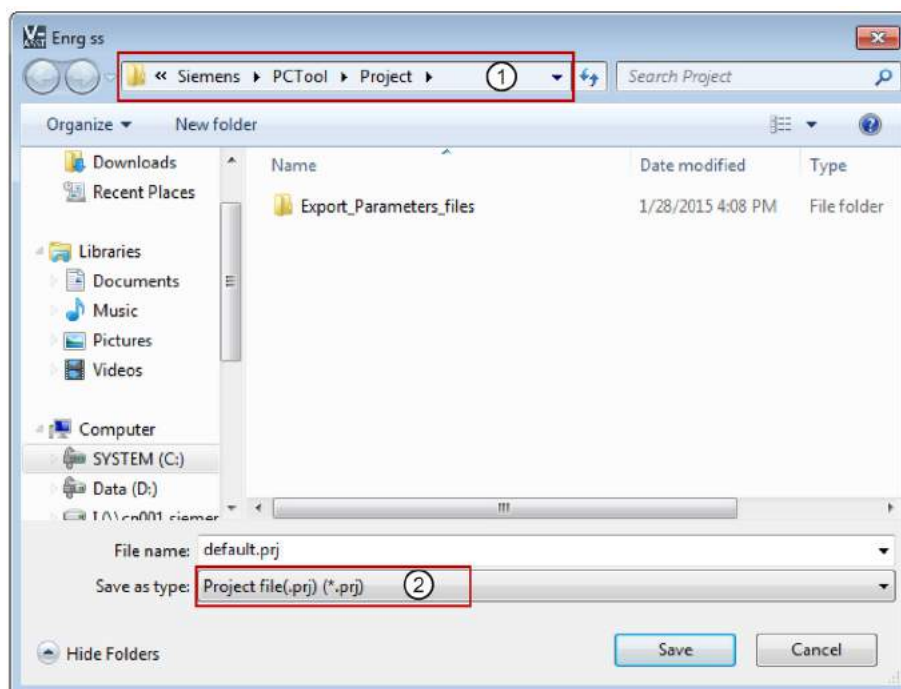 V-ASST Enrg ss
« Siemens ▸ PCTool ▸ Project ▸ 1 Search Project
Organize New folder
Name Date modified Type
Downloads
Recent Places
Export_Parameters_files 1/28/2015 4:08 PM File folder
Libraries
Documents
Music
Pictures
Videos
Computer
SYSTEM (C:)
Data (D:)
File name: default.prj
Save as type: Project file(.prj) (*.prj) 2
Hide Folders Save Cancel